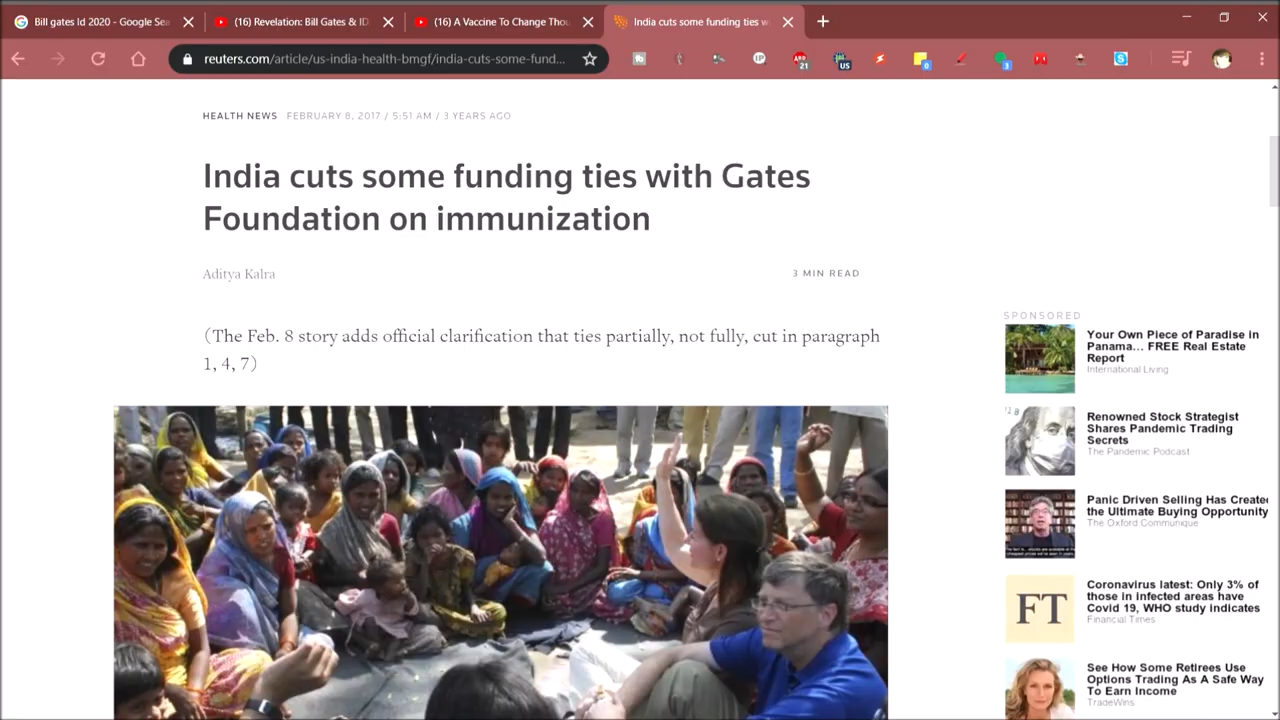 Bill gates Id 2020 - Google Sea
(16) Revelation: Bill Gates & ID
(16) A Vaccine To Change Thou
India cuts some funding ties w
reuters.com/article/us-india-health-bmgf/india-cuts-some-fund...
IP
21
US
0
3
HEALTH NEWS FEBRUARY 8, 2017 / 5:51 AM / 3 YEARS AGO
India cuts some funding ties with Gates
Foundation on immunization
Aditya Kalra
3 MIN READ
(The Feb. 8 story adds official clarification that ties partially, not fully, cut in paragraph
1, 4, 7)
SPONSORED
Your Own Piece of Paradise in
Panama... FREE Real Estate
Report
International Living
Renowned Stock Strategist
Shares Pandemic Trading
Secrets
The Pandemic Podcast
Panic Driven Selling Has Create
the Ultimate Buying Opportunity
The Oxford Communique
FT
Coronavirus latest: Only 3% of
those in infected areas have
Covid 19, WHO study indicates
Financial Times
See How Some Retirees Use
Options Trading As A Safe Way
To Earn Income
TradeWins